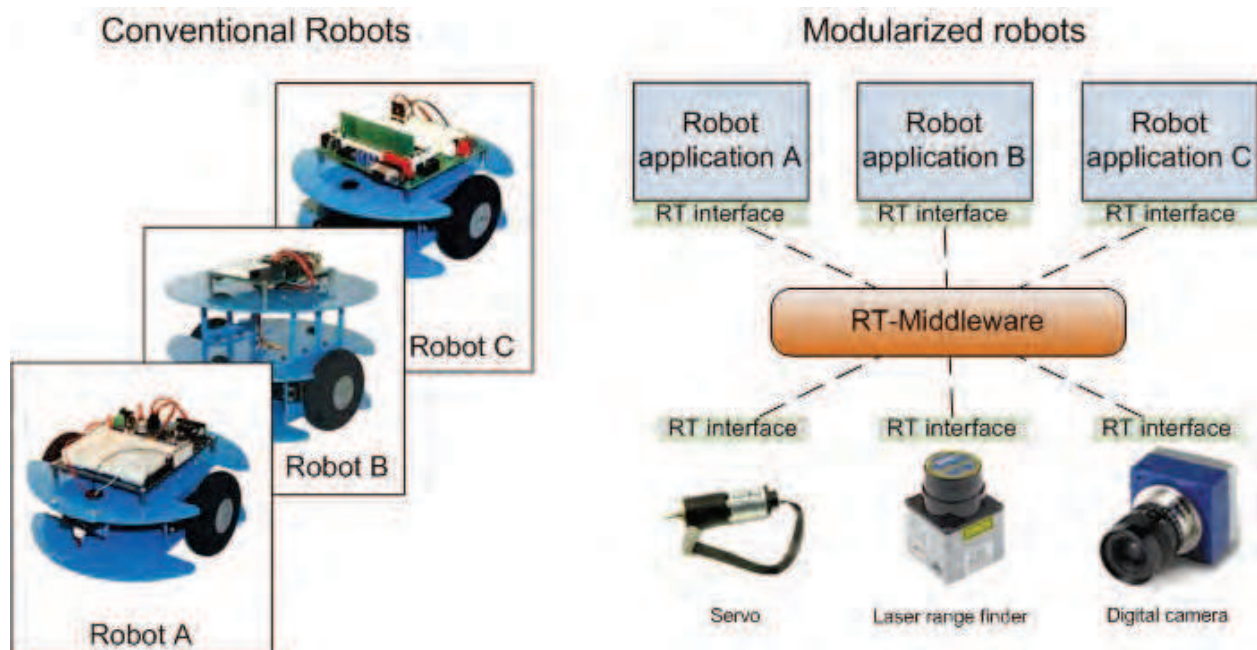 Conventional Robots
Robot C
Robot B
Robot A
Modularized robots
Robot
application A
Robot
application B
Robot
application C
RT interface
RT interface
RT interface
RT-Middleware
RT interface
RT interface
RT interface
Servo
Laser range finder
Digital camera